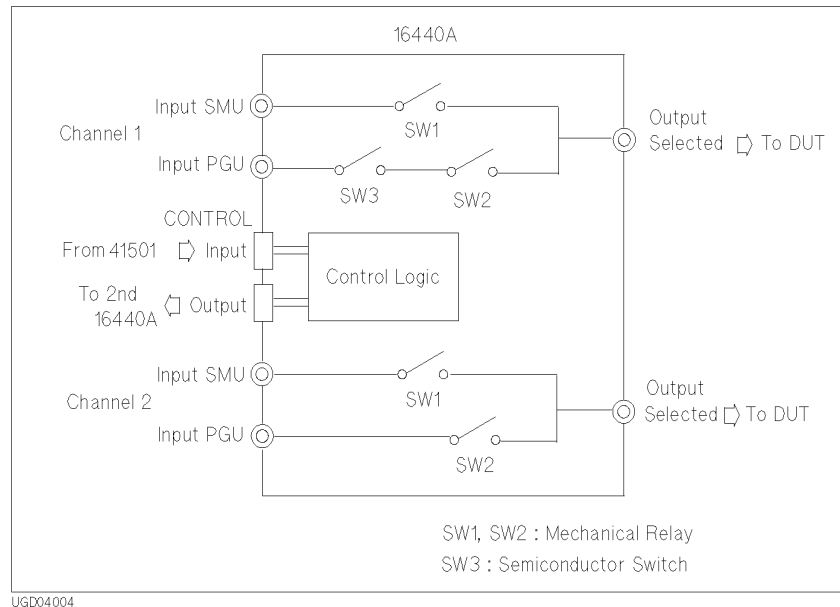 16440A
Input SMU
Channel 1
SW1
Output
Selected To DUT
Input PGU
SW3
SW2
CONTROL
From 41501 Input
Control Logic
To 2nd
16440A
Output
Input SMU
Channel 2
SW1
Output
Selected To DUT
Input PGU
SW2
SW1, SW2 : Mechanical Relay
SW3 : Semiconductor Switch
UGD04004